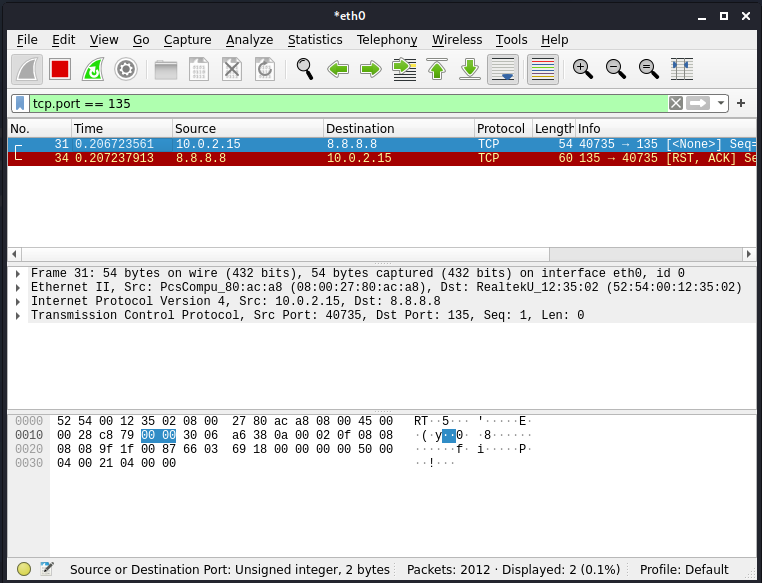 *eth0
File Edit View Go Capture Analyze Statistics Telephony Wireless Tools Help
tcp.port == 135
No. Time Source Destination Protocol Length Info
31 0.206723561 10.0.2.15 8.8.8.8 TCP 54 40735 → 135 [<None>] Seq=
34 0.207237913 8.8.8.8 10.0.2.15 TCP 60 135 → 40735 [RST, ACK] Se
Frame 31: 54 bytes on wire (432 bits), 54 bytes captured (432 bits) on interface eth0, id 0
Ethernet II, Src: PcsCompu_80:ac:a8 (08:00:27:80:ac:a8), Dst: RealtekU_12:35:02 (52:54:00:12:35:02)
Internet Protocol Version 4, Src: 10.0.2.15, Dst: 8.8.8.8
Transmission Control Protocol, Src Port: 40735, Dst Port: 135, Seq: 1, Len: 0
0000 52 54 00 12 35 02 08 00 27 80 ac a8 08 00 45 00 RT··5··· '·····E·
0010 00 28 c8 79 00 00 30 06 a6 38 0a 00 02 0f 08 08 ·(·y··0· ·8······
0020 08 08 9f 1f 00 87 66 03 69 18 00 00 00 00 50 00 ······f· i·····P·
0030 04 00 21 04 00 00 ··!···
Source or Destination Port: Unsigned integer, 2 bytes Packets: 2012 · Displayed: 2 (0.1%) Profile: Default